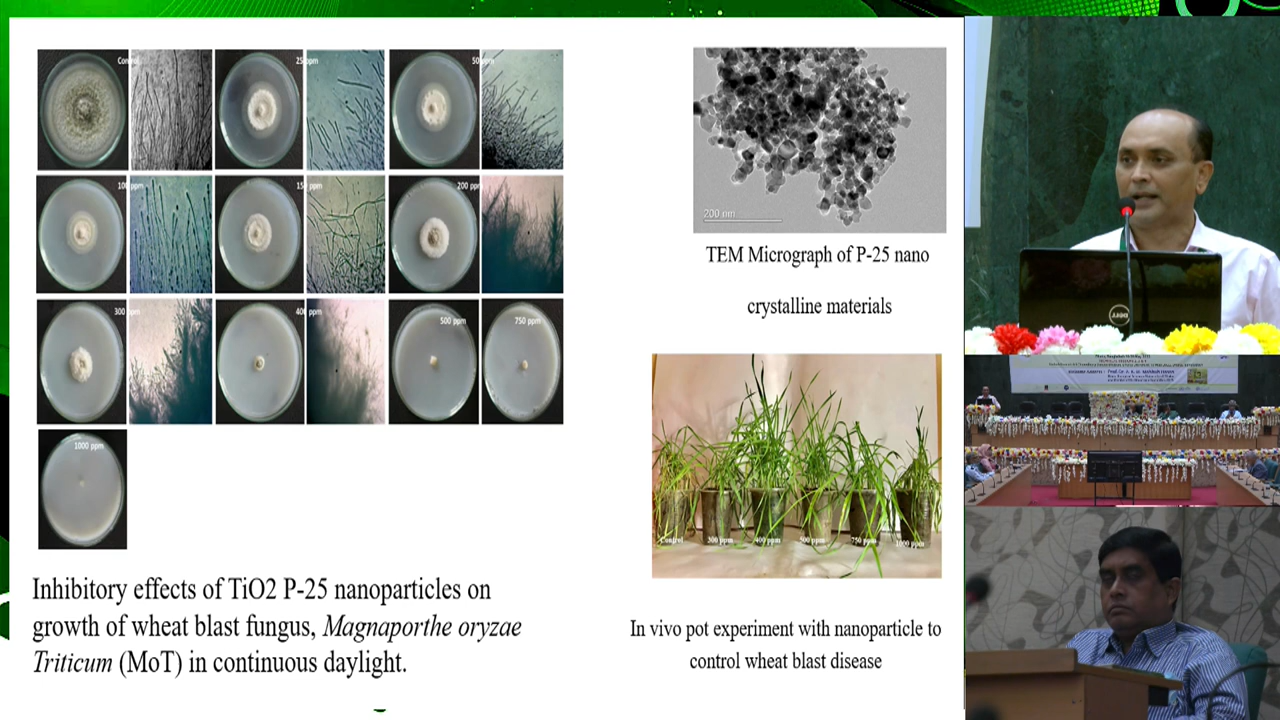 Control
25 ppm
50 ppm
100 ppm
150 ppm
200 ppm
300 ppm
400 ppm
500 ppm
750 ppm
1000 ppm
Inhibitory effects of TiO2 P-25 nanoparticles on
growth of wheat blast fungus, Magnaporthe oryzae
Triticum (MoT) in continuous daylight.
200 nm
TEM Micrograph of P-25 nano
crystalline materials
Control 300 ppm 400 ppm 500 ppm 750 ppm 1000 ppm
In vivo pot experiment with nanoparticle to
control wheat blast disease
DELL